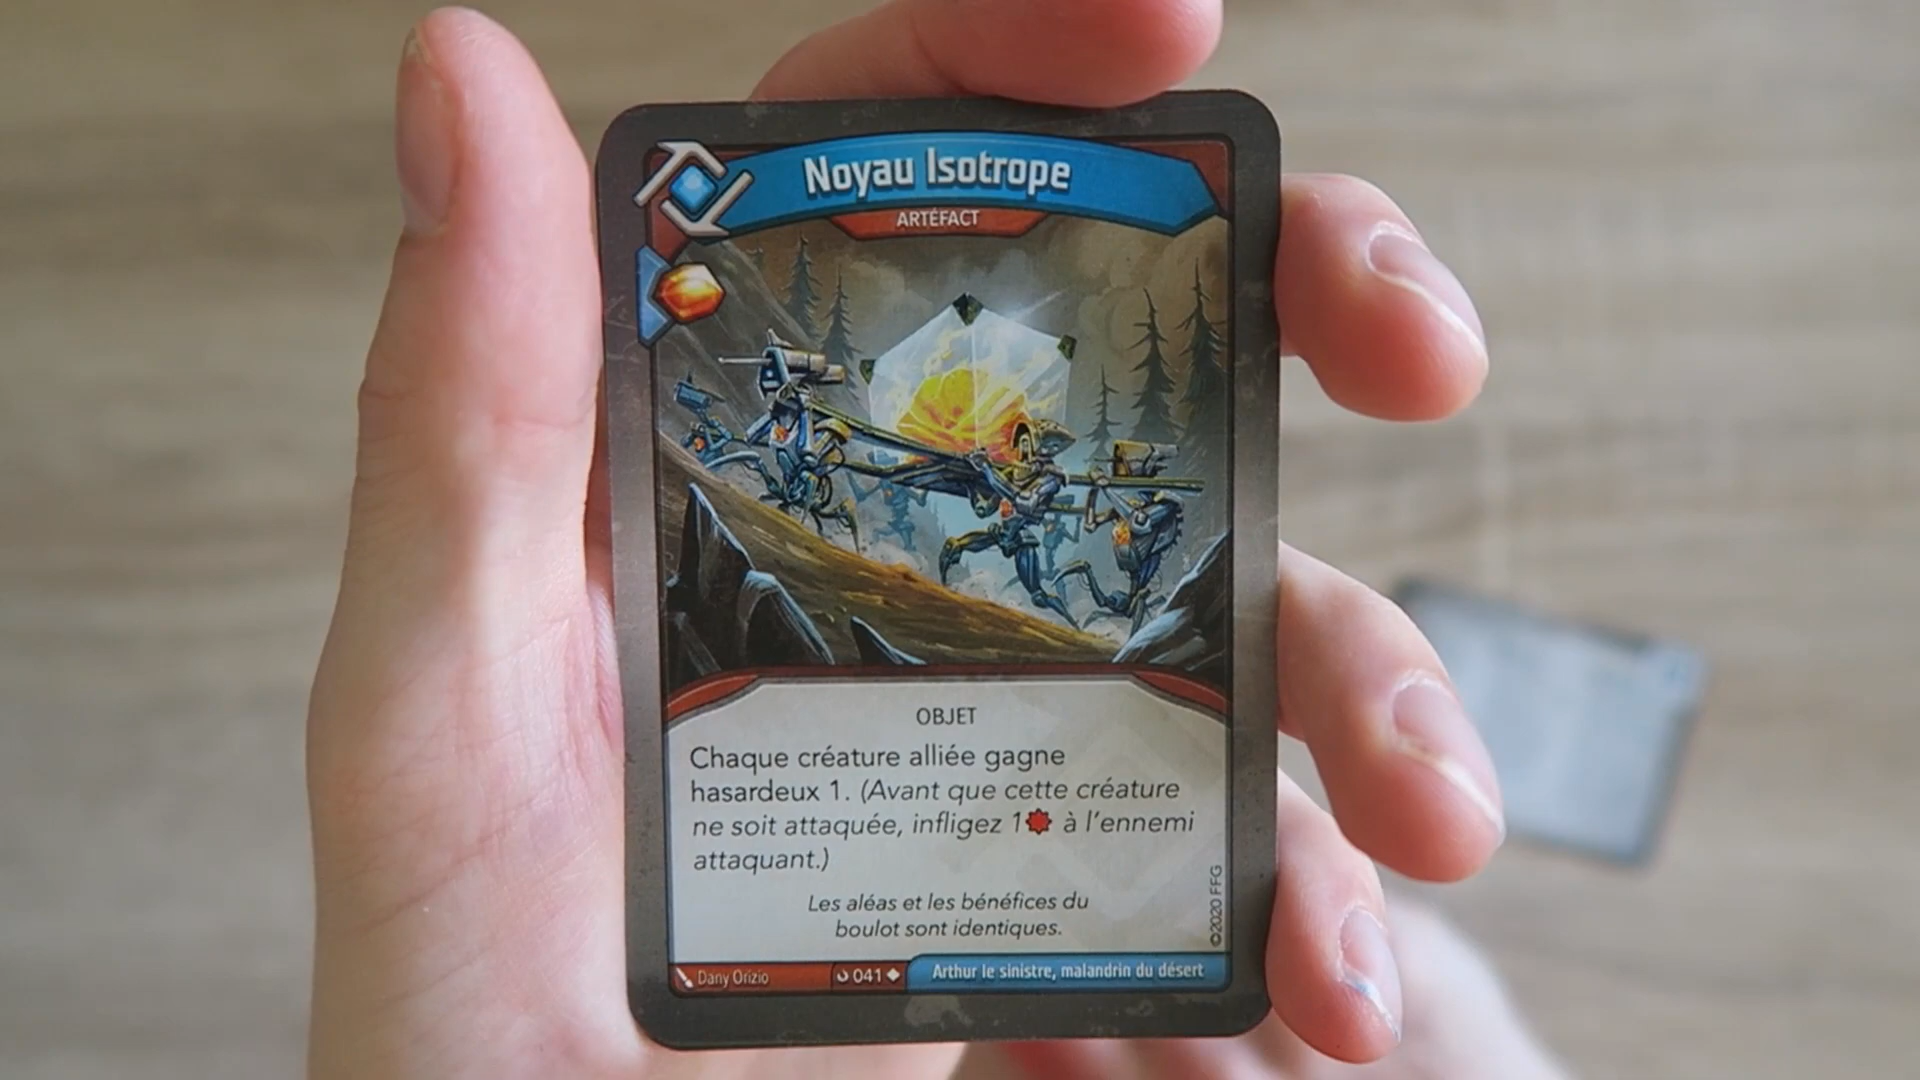 Noyau Isotrope
ARTÉFACT
OBJET
Chaque créature alliée gagne
hasardeux 1. (Avant que cette créature
ne soit attaquée, infligez 1 à l'ennemi
attaquant.)
Les aléas et les bénéfices du
boulot sont identiques.
©2020 FFG
Dany Orizio
041
Arthur le sinistre, malandrin du désert